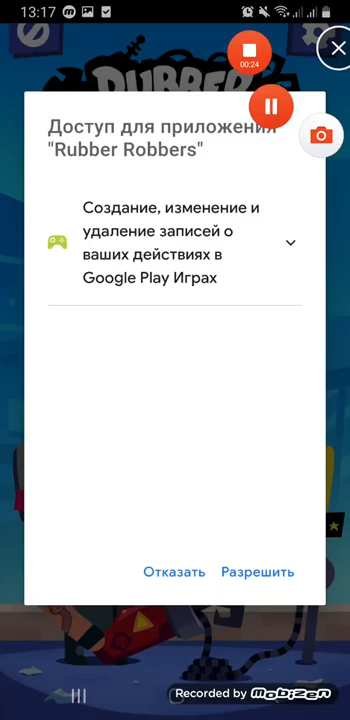 13:17
00:24
RUBBER
Доступ для приложения
"Rubber Robbers"
Создание, изменение и
удаление записей о
ваших действиях в
Google Play Играх
Отказать Разрешить
Recorded by mobizen